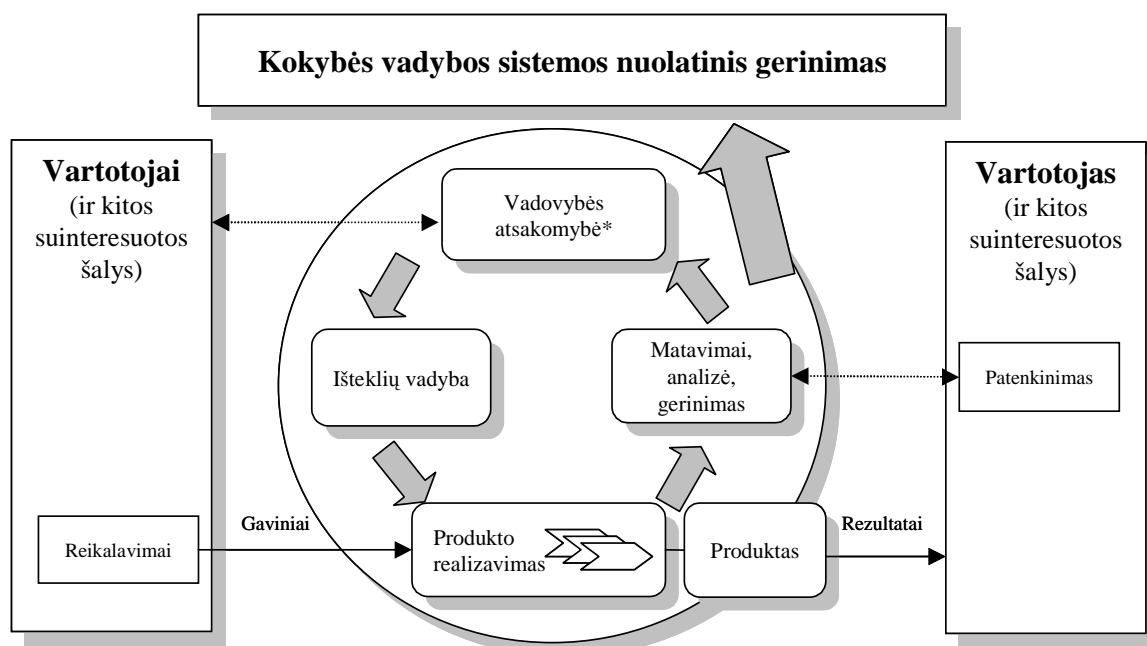 Kokybės vadybos sistemos nuolatinis gerinimas
Vartotojai
(ir kitos
suinteresuotos
šalys)
Vadovybės
atsakomybė*
Vartotojas
(ir kitos
suinteresuotos
šalys)
Išteklių vadyba
Matavimai,
analizė,
gerinimas
Patenkinimas
Reikalavimai
Gaviniai
Produkto
realizavimas
Produktas
Rezultatai